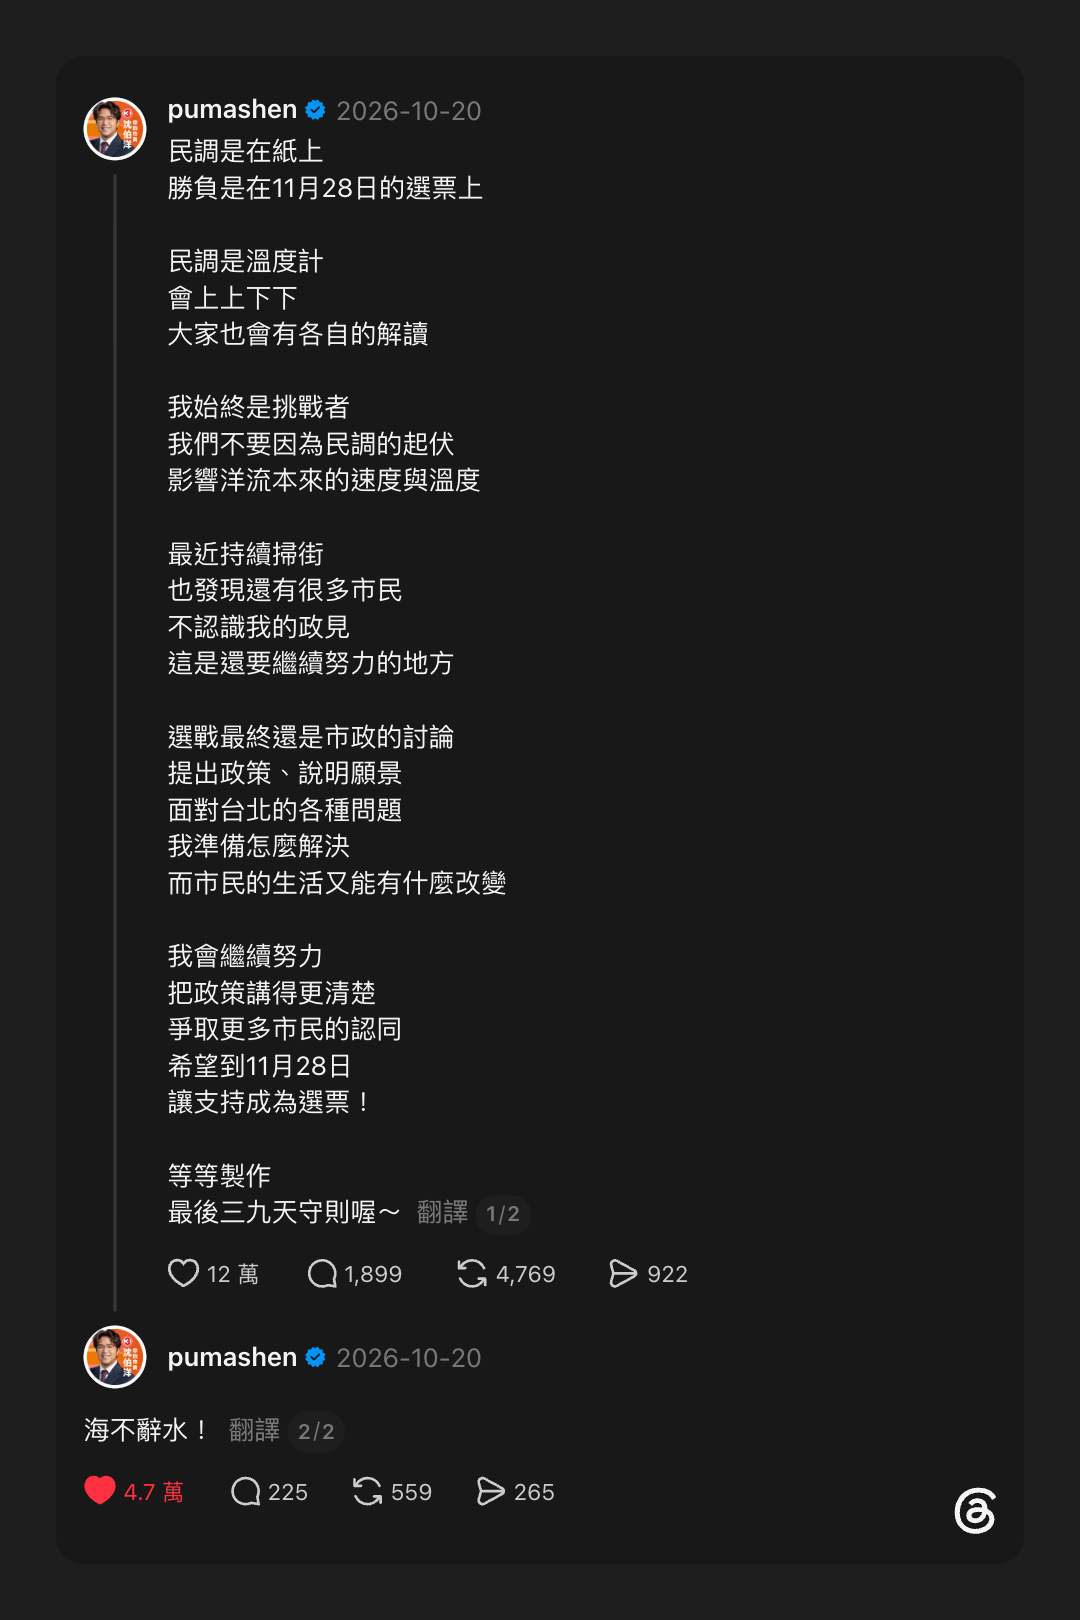 pumashen 2026-10-20
民調是在紙上
勝負是在11月28日的選票上
民調是溫度計
會上上下下
大家也會有各自的解讀
我始終是挑戰者
我們不要因為民調的起伏
影響洋流本來的速度與溫度
最近持續掃街
也發現還有很多市民
不認識我的政見
這是還要繼續努力的地方
選戰最終還是市政的討論
提出政策、說明願景
面對台北的各種問題
我準備怎麼解決
而市民的生活又能有什麼改變
我會繼續努力
把政策講得更清楚
爭取更多市民的認同
希望到11月28日
讓支持成為選票！
等等製作
最後三九天守則喔～ 翻譯 1/2
12 萬 1,899 4,769 922
pumashen 2026-10-20
海不辭水！ 翻譯 2/2
4.7 萬 225 559 265